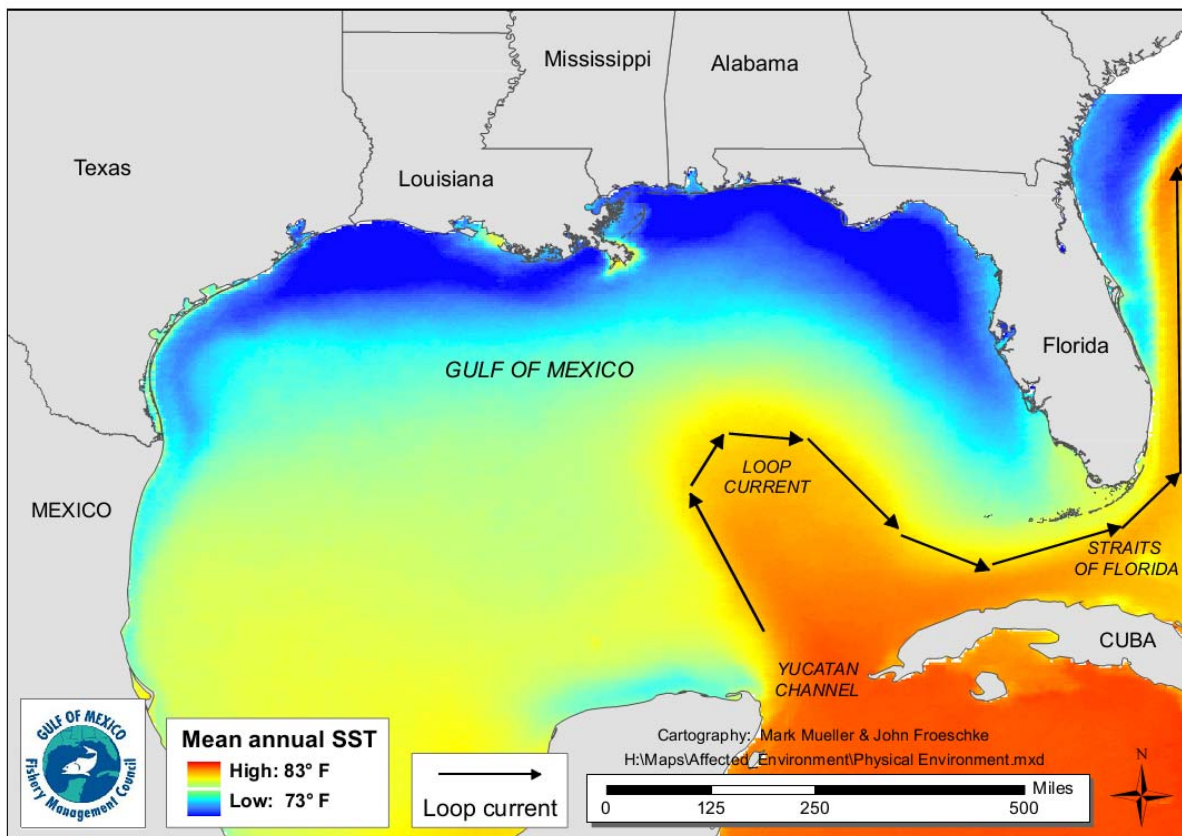 Mississippi
Alabama
Texas
Louisiana
GULF OF MEXICO
Florida
LOOP
CURRENT
MEXICO
STRAITS
OF FLORIDA
CUBA
YUCATAN
CHANNEL
GULF OF MEXICO
Fishery Management Council
Mean annual SST
High: 83° F
Low: 73° F
Loop current
Cartography: Mark Mueller & John Froeschke
H:\Maps\Affected_Environment\Physical Environment.mxd
Miles
0 125 250 500
N